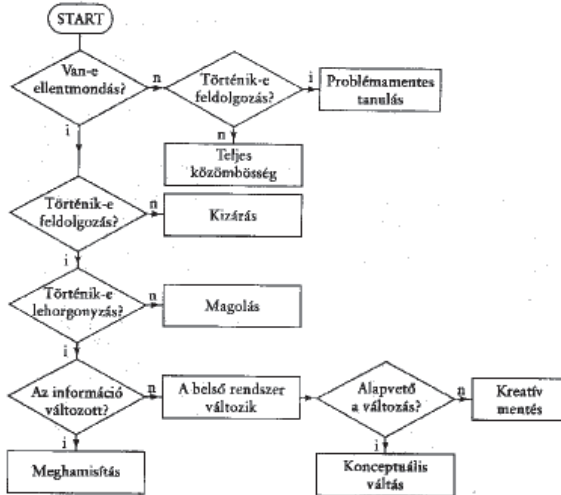 START
Van-e
ellentmondás?
n
Történik-e
feldolgozás?
i
Problémamentes
tanulás
i
n
Teljes
közömbösség
Történik-e
feldolgozás?
n
Kizárás
i
Történik-e
lehorgonyzás?
n
Magolás
i
Az információ
változott?
n
A belső rendszer
változik
Alapvető
a változás?
n
Kreatív
mentés
i
i
Meghamisítás
Konceptuális
váltás